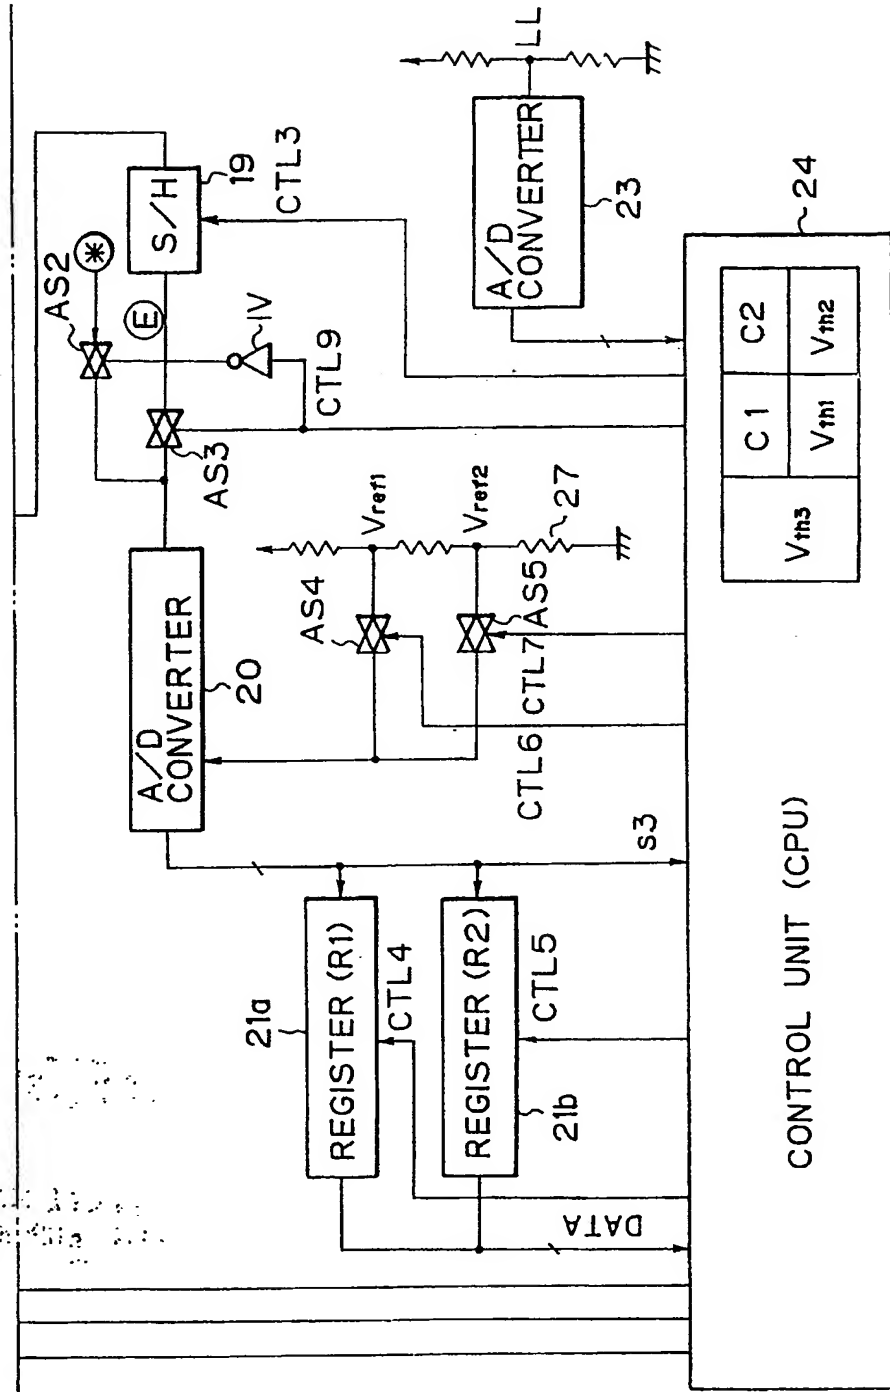 AS2
*
S/H
19
CTL3
E
IV
CTL9
AS3
A/D
CONVERTER
20
LL
A/D
CONVERTER
23
Vref1
Vref2
27
AS4
AS5
CTL6
CTL7
s3
REGISTER (R1)
21a
CTL4
REGISTER (R2)
21b
CTL5
DATA
24
C1
C2
Vth3
Vth1
Vth2
CONTROL UNIT (CPU)